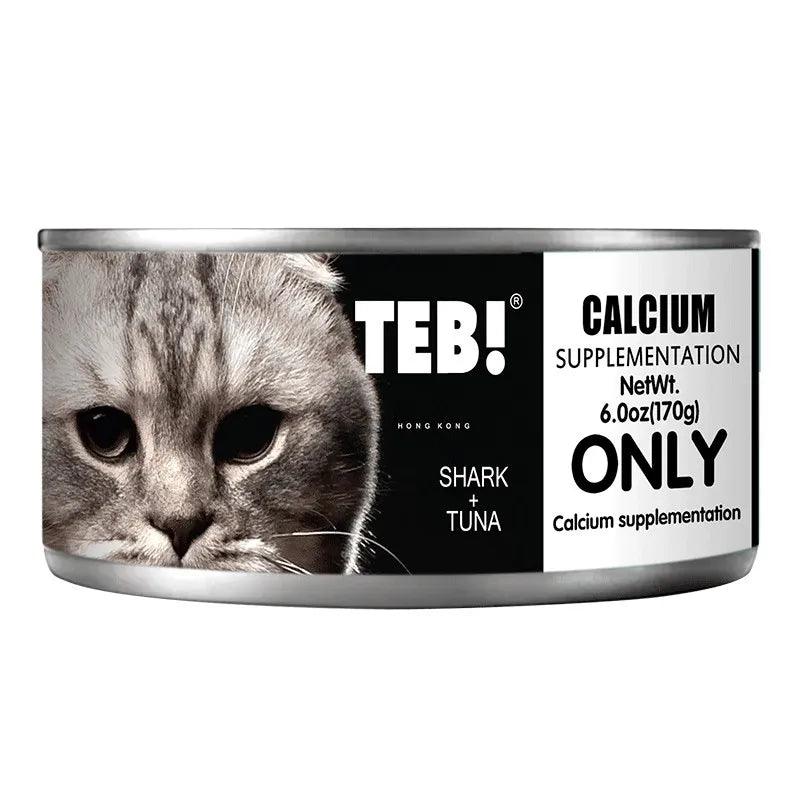 TEB!®
HONG KONG
SHARK
+
TUNA
CALCIUM
SUPPLEMENTATION
NetWt.
6.0oz(170g)
ONLY
Calcium supplementation